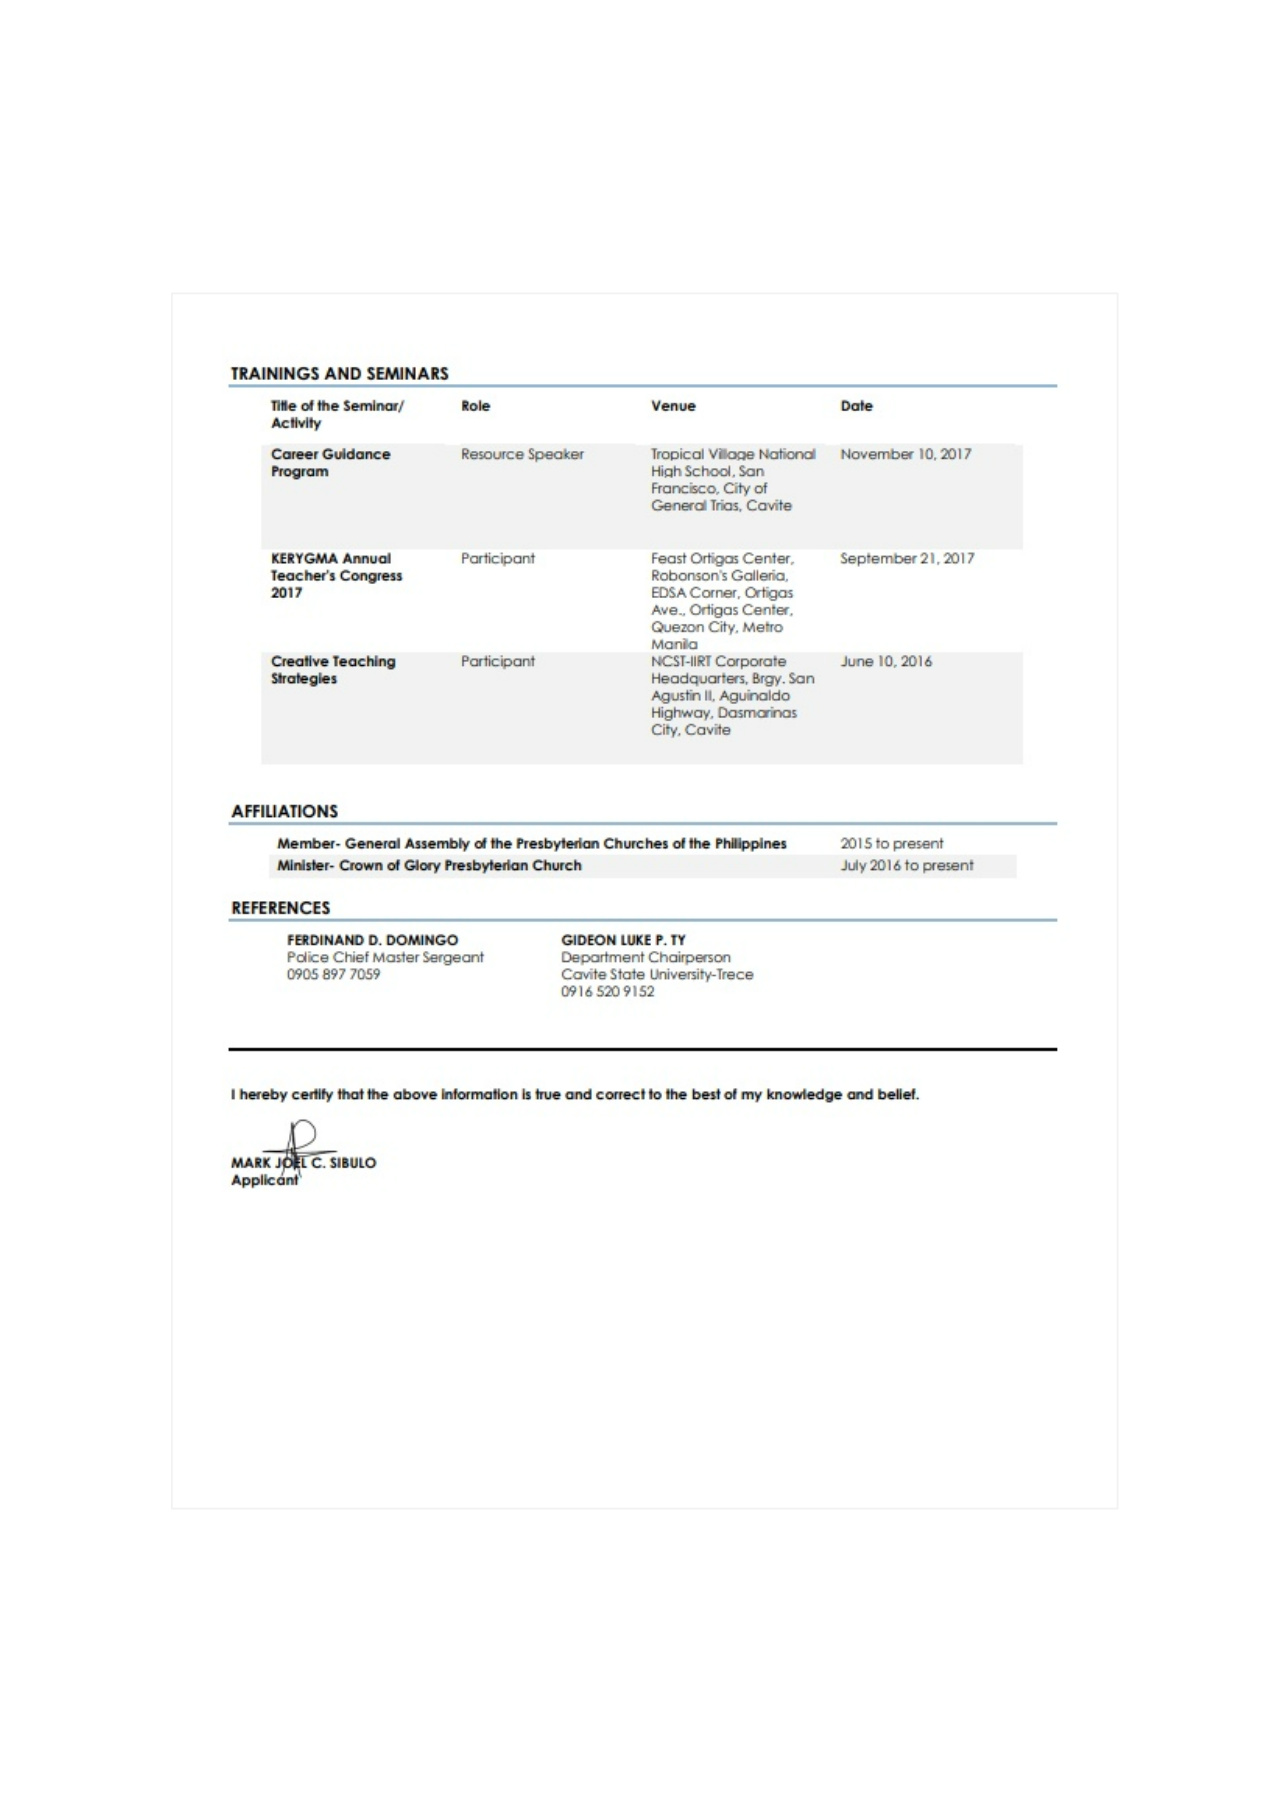 TRAININGS AND SEMINARS
Title of the Seminar/ Role Venue Date
Activity
Career Guidance Resource Speaker Tropical Village National November 10, 2017
Program High School, San
Francisco, City of
General Trias, Cavite
KERYGMA Annual Participant Feast Ortigas Center, September 21, 2017
Teacher's Congress Robonson's Galleria,
2017 EDSA Corner, Ortigas
Ave., Ortigas Center,
Quezon City, Metro
Manila
Creative Teaching Participant NCST-IIRT Corporate June 10, 2016
Strategies Headquarters, Brgy. San
Agustin II, Aguinaldo
Highway, Dasmarinas
City, Cavite
AFFILIATIONS
Member- General Assembly of the Presbyterian Churches of the Philippines 2015 to present
Minister- Crown of Glory Presbyterian Church July 2016 to present
REFERENCES
FERDINAND D. DOMINGO GIDEON LUKE P. TY
Police Chief Master Sergeant Department Chairperson
0905 897 7059 Cavite State University-Trece
0916 520 9152
I hereby certify that the above information is true and correct to the best of my knowledge and belief.
MARK JOEL C. SIBULO
Applicant